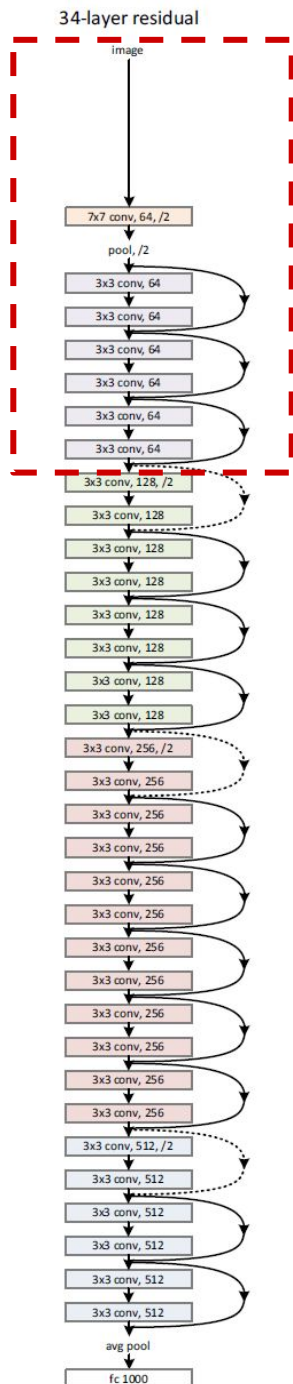 34-layer residual
image
7x7 conv, 64, /2
pool, /2
3x3 conv, 64
3x3 conv, 64
3x3 conv, 64
3x3 conv, 64
3x3 conv, 64
3x3 conv, 64
3x3 conv, 128, /2
3x3 conv, 128
3x3 conv, 128
3x3 conv, 128
3x3 conv, 128
3x3 conv, 128
3x3 conv, 128
3x3 conv, 128
3x3 conv, 256, /2
3x3 conv, 256
3x3 conv, 256
3x3 conv, 256
3x3 conv, 256
3x3 conv, 256
3x3 conv, 256
3x3 conv, 256
3x3 conv, 256
3x3 conv, 256
3x3 conv, 256
3x3 conv, 256
3x3 conv, 512, /2
3x3 conv, 512
3x3 conv, 512
3x3 conv, 512
3x3 conv, 512
3x3 conv, 512
avg pool
fc 1000